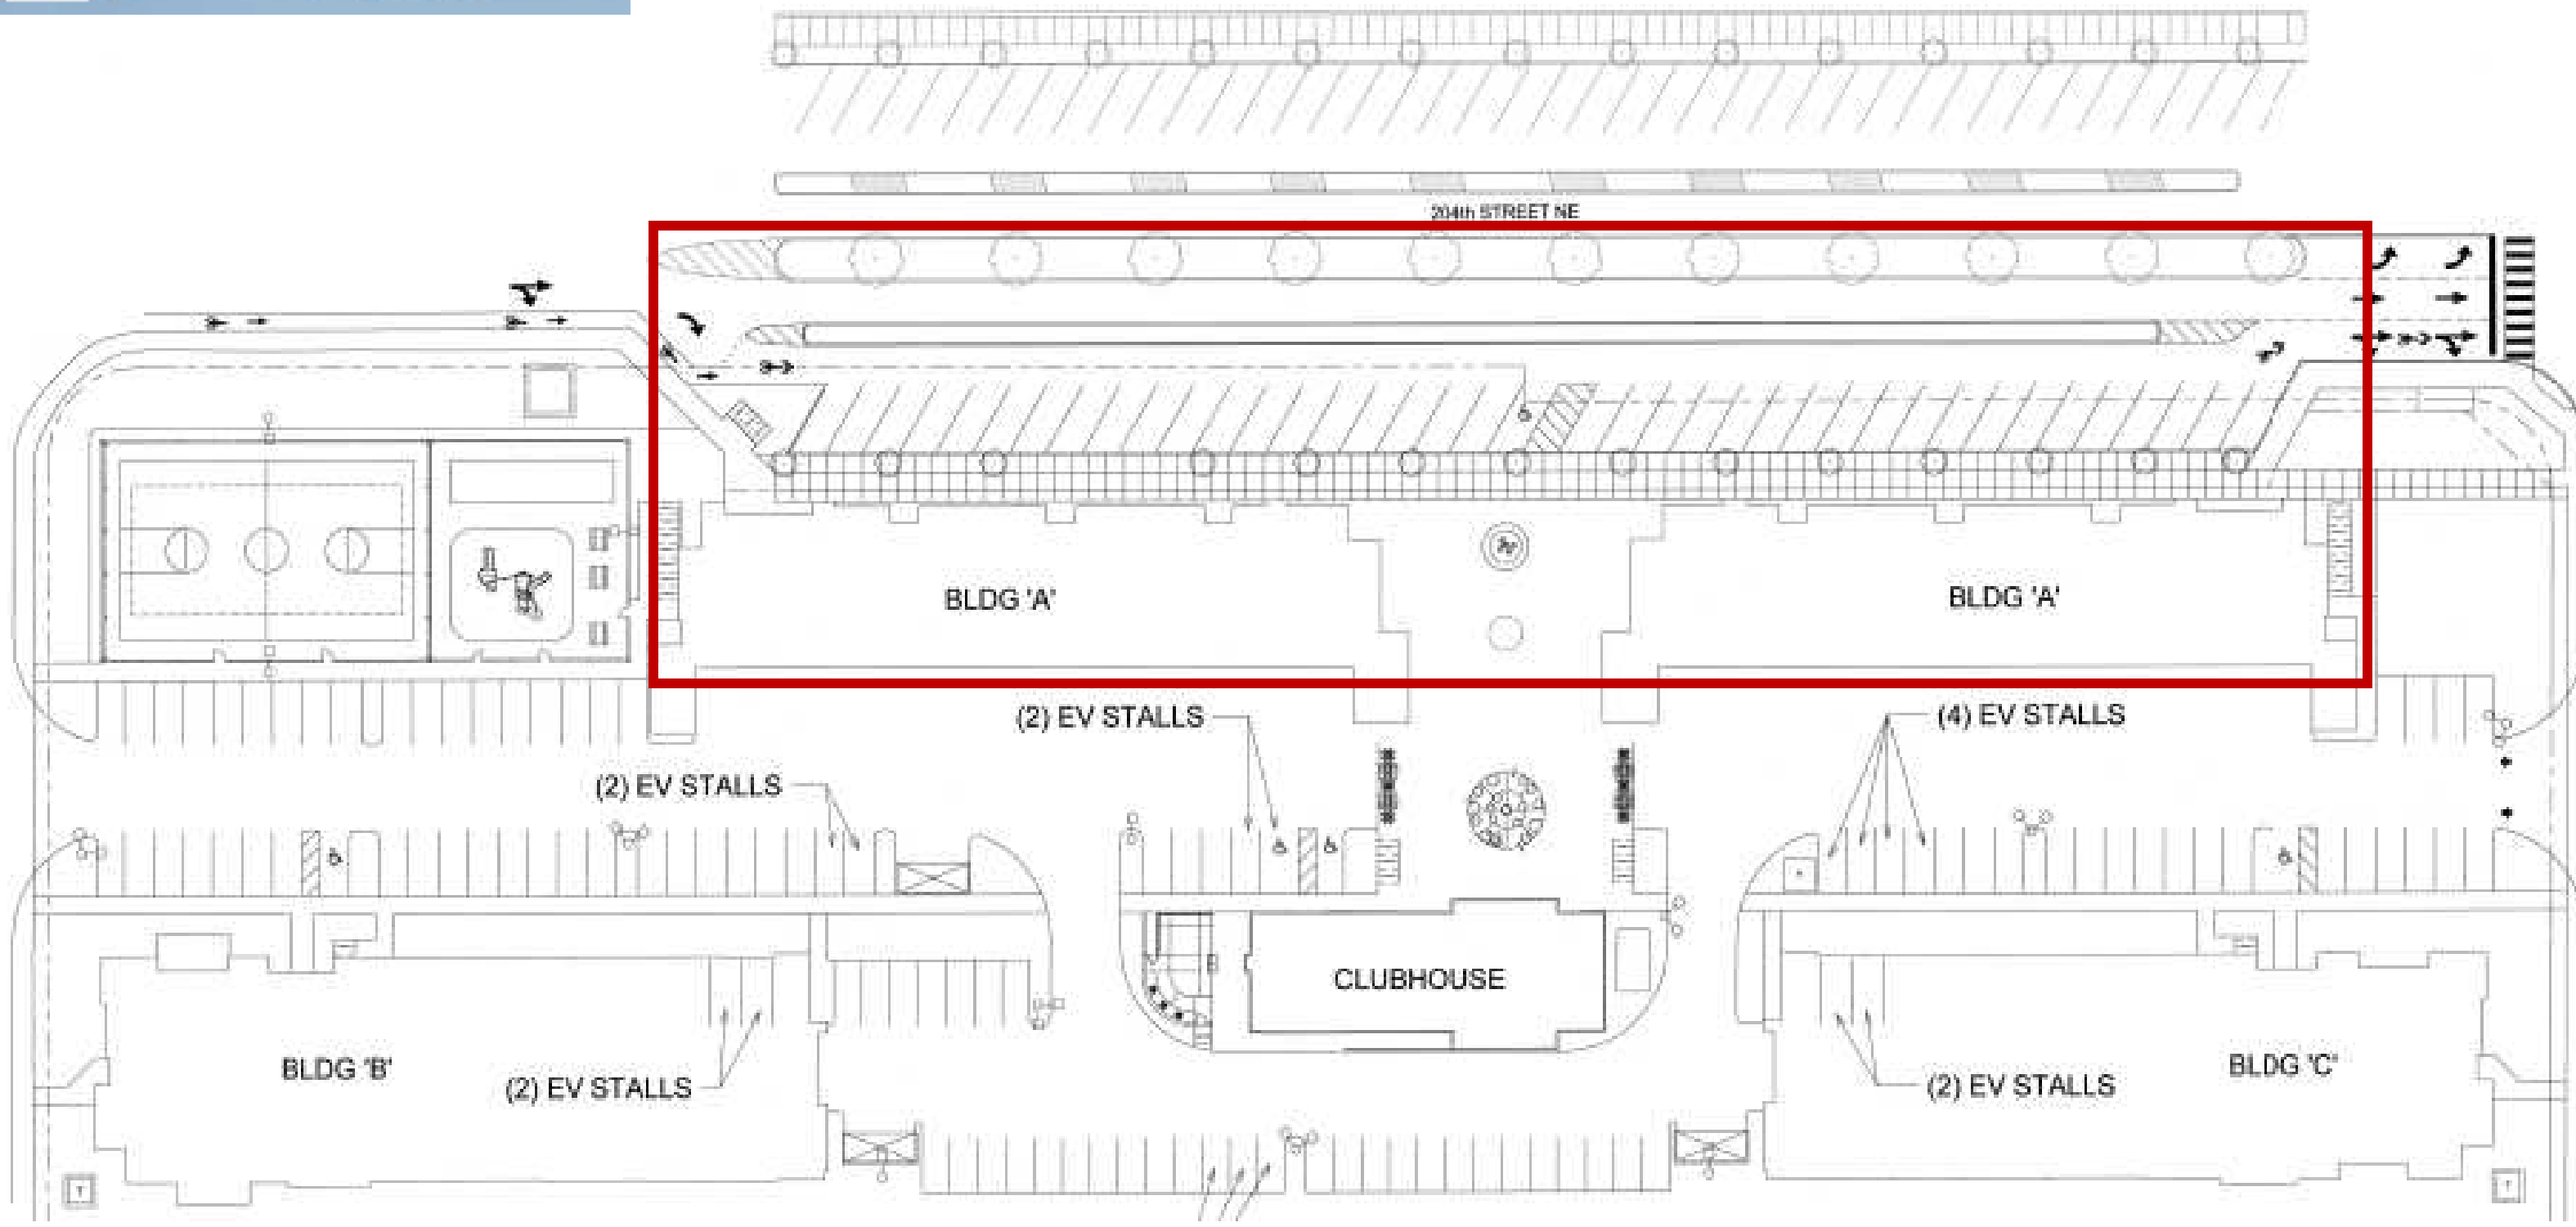 204th STREET NE
BLDG 'A'
BLDG 'A'
(2) EV STALLS
(4) EV STALLS
(2) EV STALLS
CLUBHOUSE
BLDG 'B'
BLDG 'C'
(2) EV STALLS
(2) EV STALLS
T
T